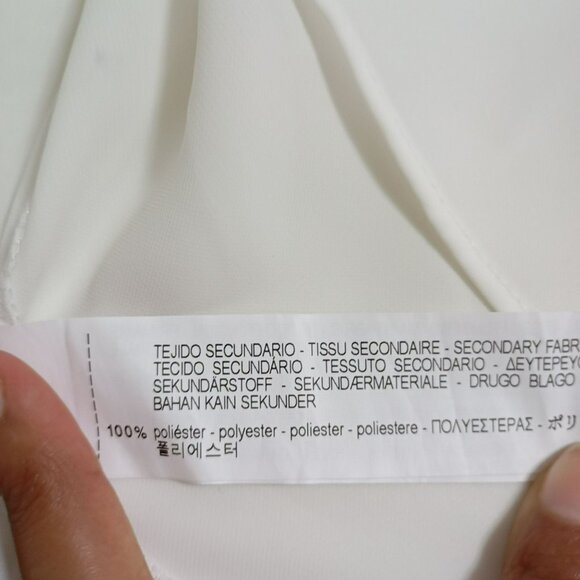 TEJIDO SECUNDARIO - TISSU SECONDAIRE - SECONDARY FABR
TECIDO SECUNDÁRIO - TESSUTO SECONDARIO - ΔΕΥΤΕΡΕΥ
SEKUNDÄRSTOFF - SEKUNDÆRMATERIALE - DRUGO BLAGO
BAHAN KAIN SEKUNDER
100% poliéster - polyester - poliester - poliestere - ΠΟΛΥΕΣΤΕΡΑΣ - ポリ
폴리에스터